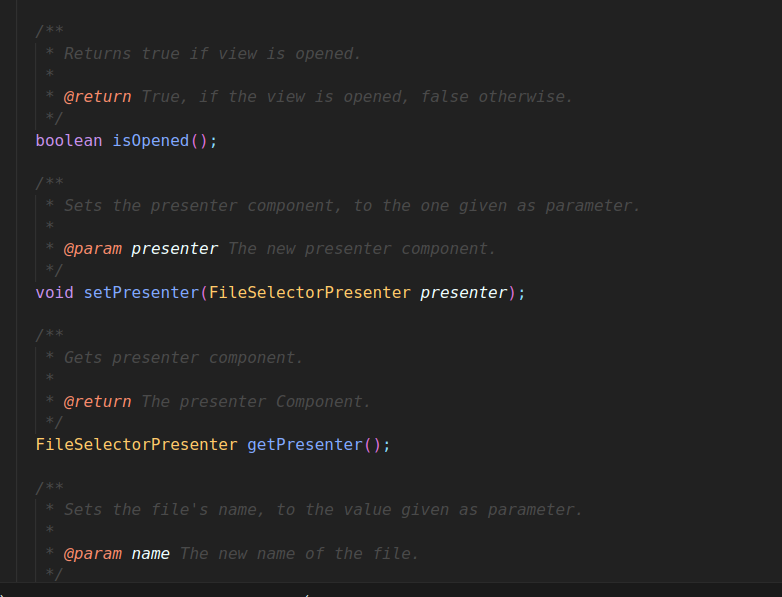 /**
 * Returns true if view is opened.
 *
 * @return True, if the view is opened, false otherwise.
 */
boolean isOpened();
/**
 * Sets the presenter component, to the one given as parameter.
 *
 * @param presenter The new presenter component.
 */
void setPresenter(FileSelectorPresenter presenter);
/**
 * Gets presenter component.
 *
 * @return The presenter Component.
 */
FileSelectorPresenter getPresenter();
/**
 * Sets the file's name, to the value given as parameter.
 *
 * @param name The new name of the file.
 */